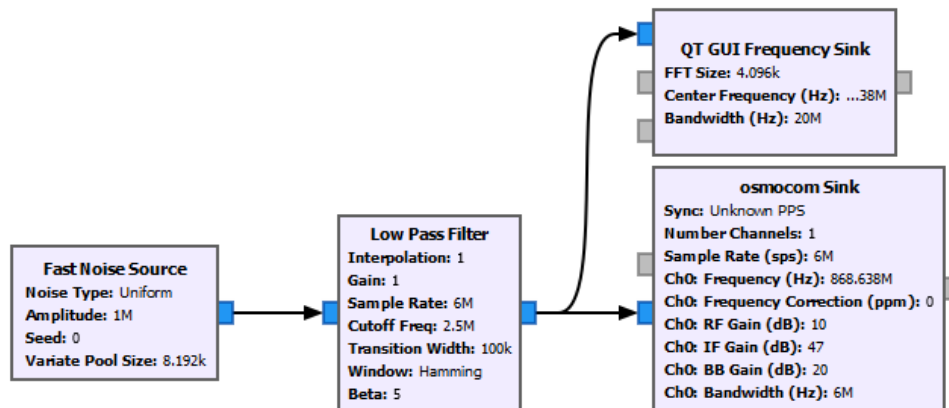 QT GUI Frequency Sink
FFT Size: 4.096k
Center Frequency (Hz): ...38M
Bandwidth (Hz): 20M
osmocom Sink
Sync: Unknown PPS
Number Channels: 1
Sample Rate (sps): 6M
Ch0: Frequency (Hz): 868.638M
Ch0: Frequency Correction (ppm): 0
Ch0: RF Gain (dB): 10
Ch0: IF Gain (dB): 47
Ch0: BB Gain (dB): 20
Ch0: Bandwidth (Hz): 6M
Low Pass Filter
Interpolation: 1
Gain: 1
Sample Rate: 6M
Cutoff Freq: 2.5M
Transition Width: 100k
Window: Hamming
Beta: 5
Fast Noise Source
Noise Type: Uniform
Amplitude: 1M
Seed: 0
Variate Pool Size: 8.192k